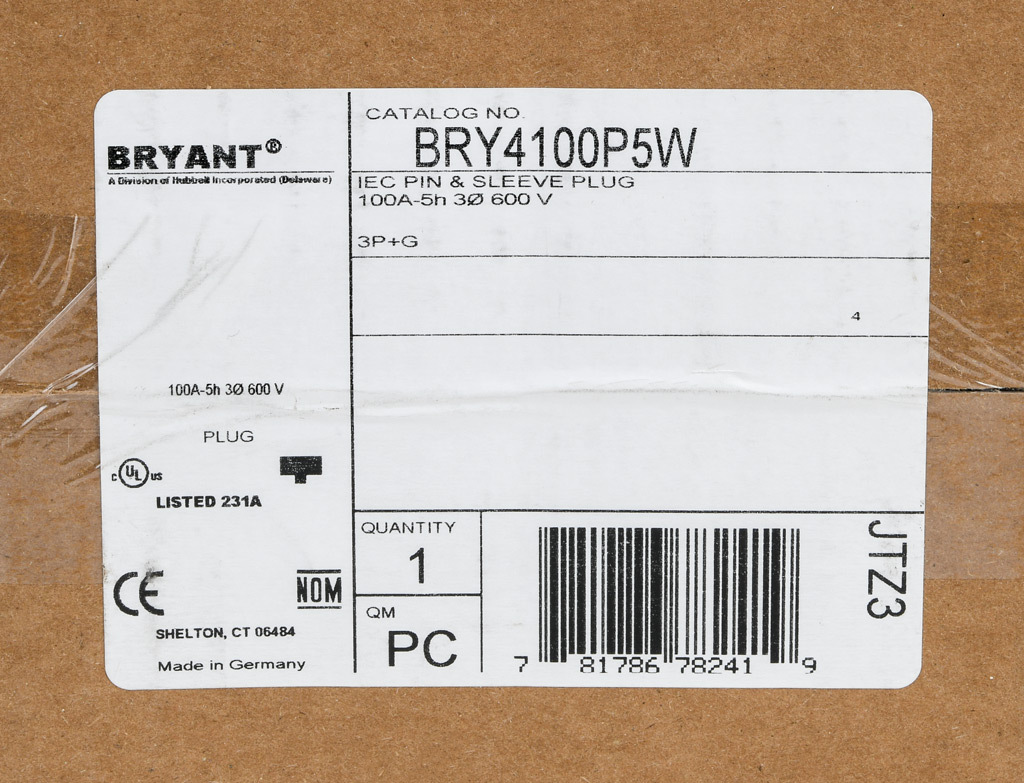 BRYANT®
A Division of Hubbell Incorporated (Delaware)
100A-5h 3Ø 600 V
PLUG
C UL US
LISTED 231A
CE
NOM
SHELTON, CT 06484
Made in Germany
CATALOG NO.
BRY4100P5W
IEC PIN & SLEEVE PLUG
100A-5h 3Ø 600 V
3P+G
4
QUANTITY
1
QM
PC
7 81786 78241 9
JTZ3